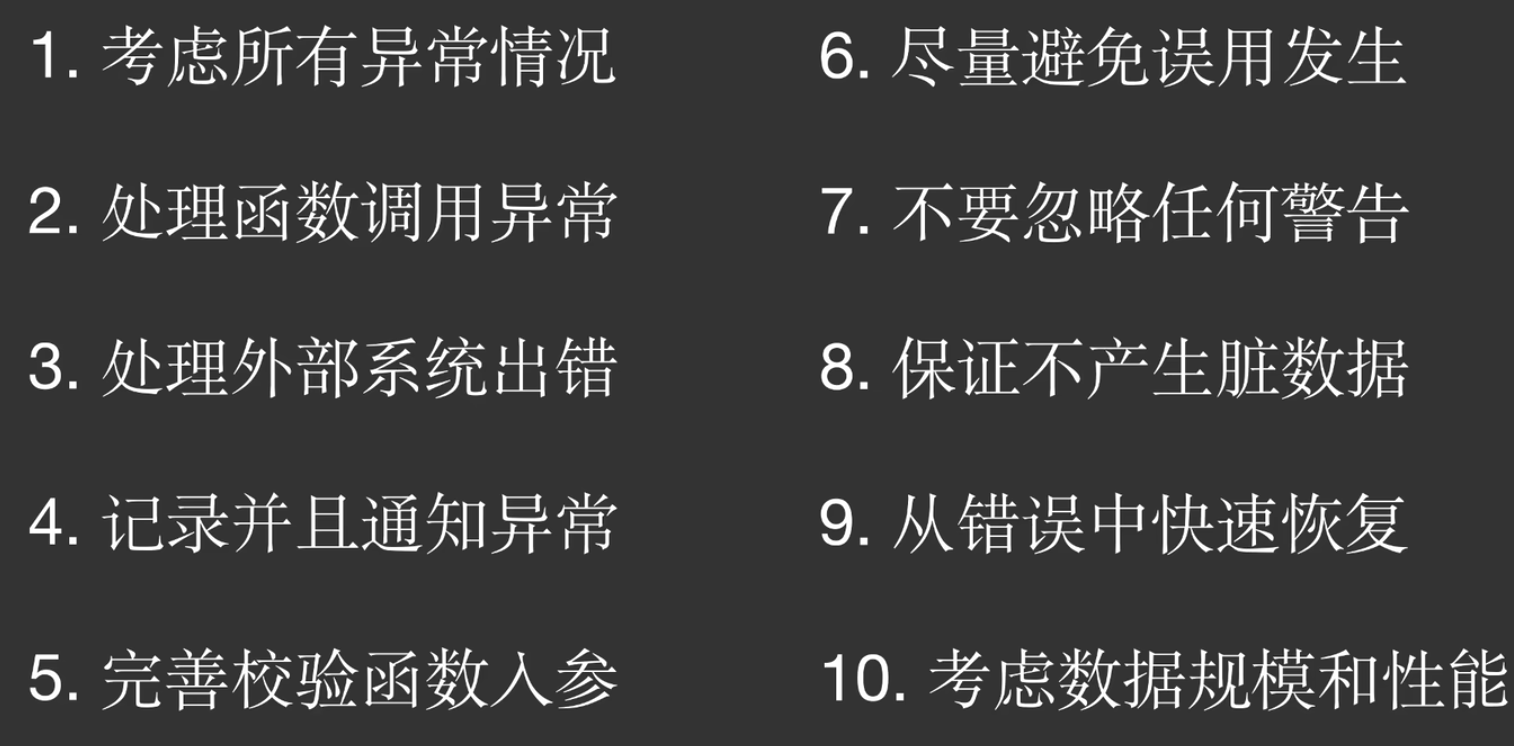 1. 考虑所有异常情况
2. 处理函数调用异常
3. 处理外部系统出错
4. 记录并且通知异常
5. 完善校验函数入参
6. 尽量避免误用发生
7. 不要忽略任何警告
8. 保证不产生脏数据
9. 从错误中快速恢复
10. 考虑数据规模和性能